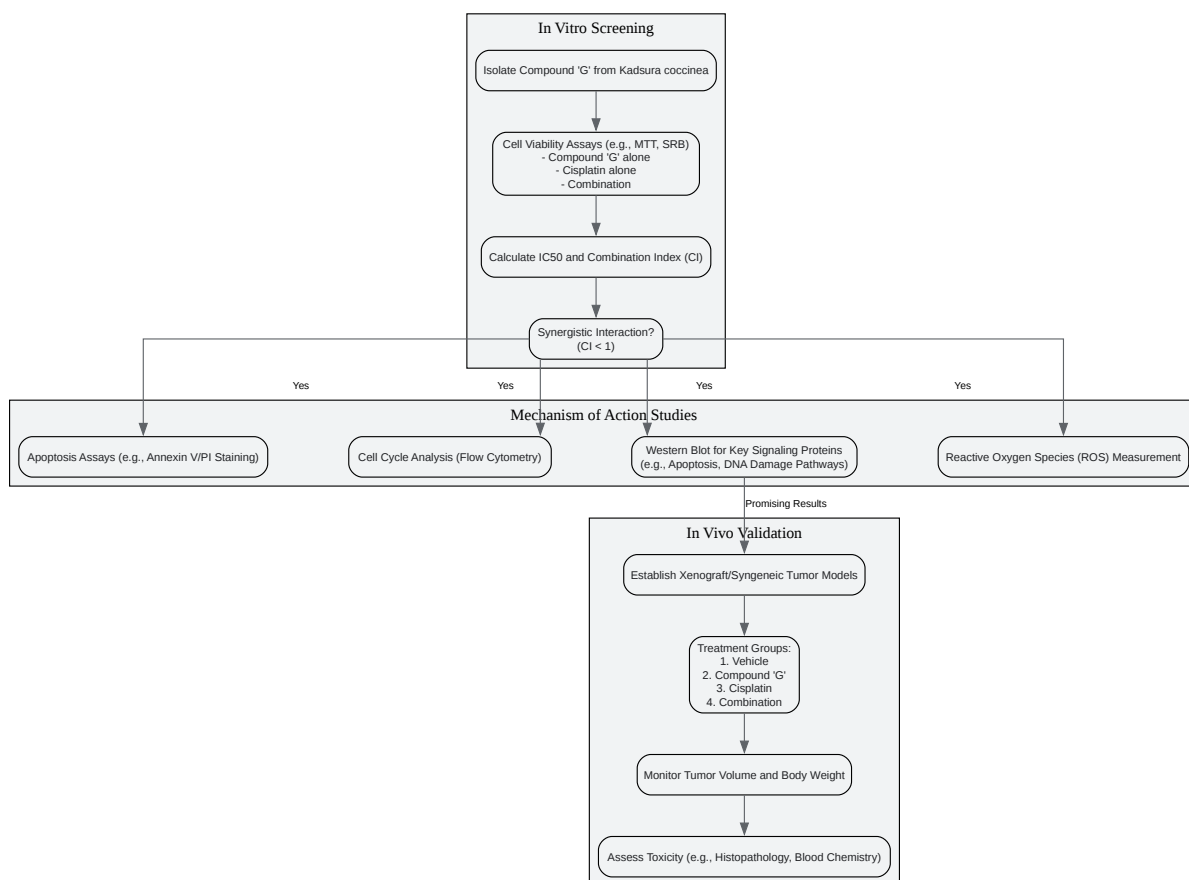 In Vitro Screening
Isolate Compound 'G' from Kadsura coccinea
Cell Viability Assays (e.g., MTT, SRB)
- Compound 'G' alone
- Cisplatin alone
- Combination
Calculate IC50 and Combination Index (CI)
Synergistic Interaction?
(CI < 1)
Yes
Yes
Yes
Yes
Mechanism of Action Studies
Apoptosis Assays (e.g., Annexin V/PI Staining)
Cell Cycle Analysis (Flow Cytometry)
Western Blot for Key Signaling Proteins
(e.g., Apoptosis, DNA Damage Pathways)
Reactive Oxygen Species (ROS) Measurement
Promising Results
In Vivo Validation
Establish Xenograft/Syngeneic Tumor Models
Treatment Groups:
1. Vehicle
2. Compound 'G'
3. Cisplatin
4. Combination
Monitor Tumor Volume and Body Weight
Assess Toxicity (e.g., Histopathology, Blood Chemistry)